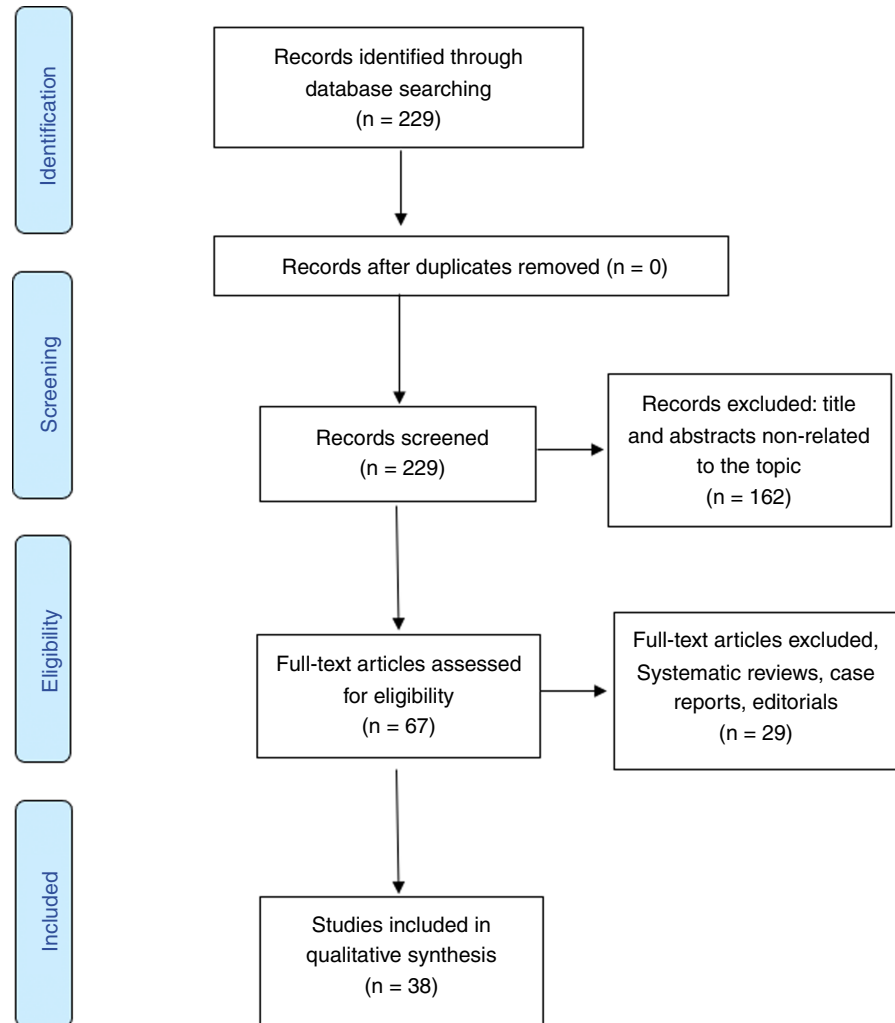 Identification
Records identified through
database searching
(n = 229)
Records after duplicates removed (n = 0)
Screening
Records screened
(n = 229)
Records excluded: title
and abstracts non-related
to the topic
(n = 162)
Eligibility
Full-text articles assessed
for eligibility
(n = 67)
Full-text articles excluded,
Systematic reviews, case
reports, editorials
(n = 29)
Included
Studies included in
qualitative synthesis
(n = 38)